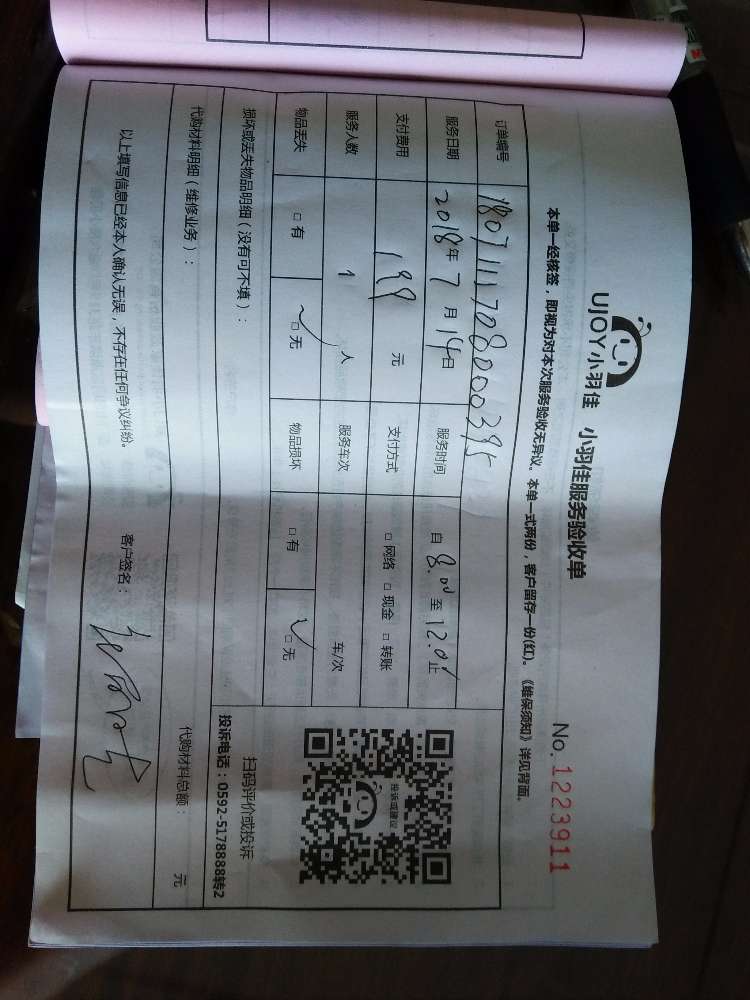 UJOY小羽佳 小羽佳服务验收单
No. 1223911
本单一经核签，即视为对本次服务验收无异议。本单一式两份，客户留存一份(红)。《维保须知》详见背面。
订单编号 1807111708000395
服务日期 2018年7月14日 服务时间 自8.00至12.00止
支付费用 199元 支付方式 □网络 □现金 □转账
服务人数 1人 服务车次 车/次
物品丢失 □有 □无 物品损坏 □有 □无
投诉或建议
扫码评价或投诉
投诉电话：0592-5178888转2
损坏或丢失物品明细（没有可不填）：
代购材料明细（维修业务）：
代购材料总额： 元
以上填写信息已经本人确认无误，不存在任何争议纠纷。 客户签名：